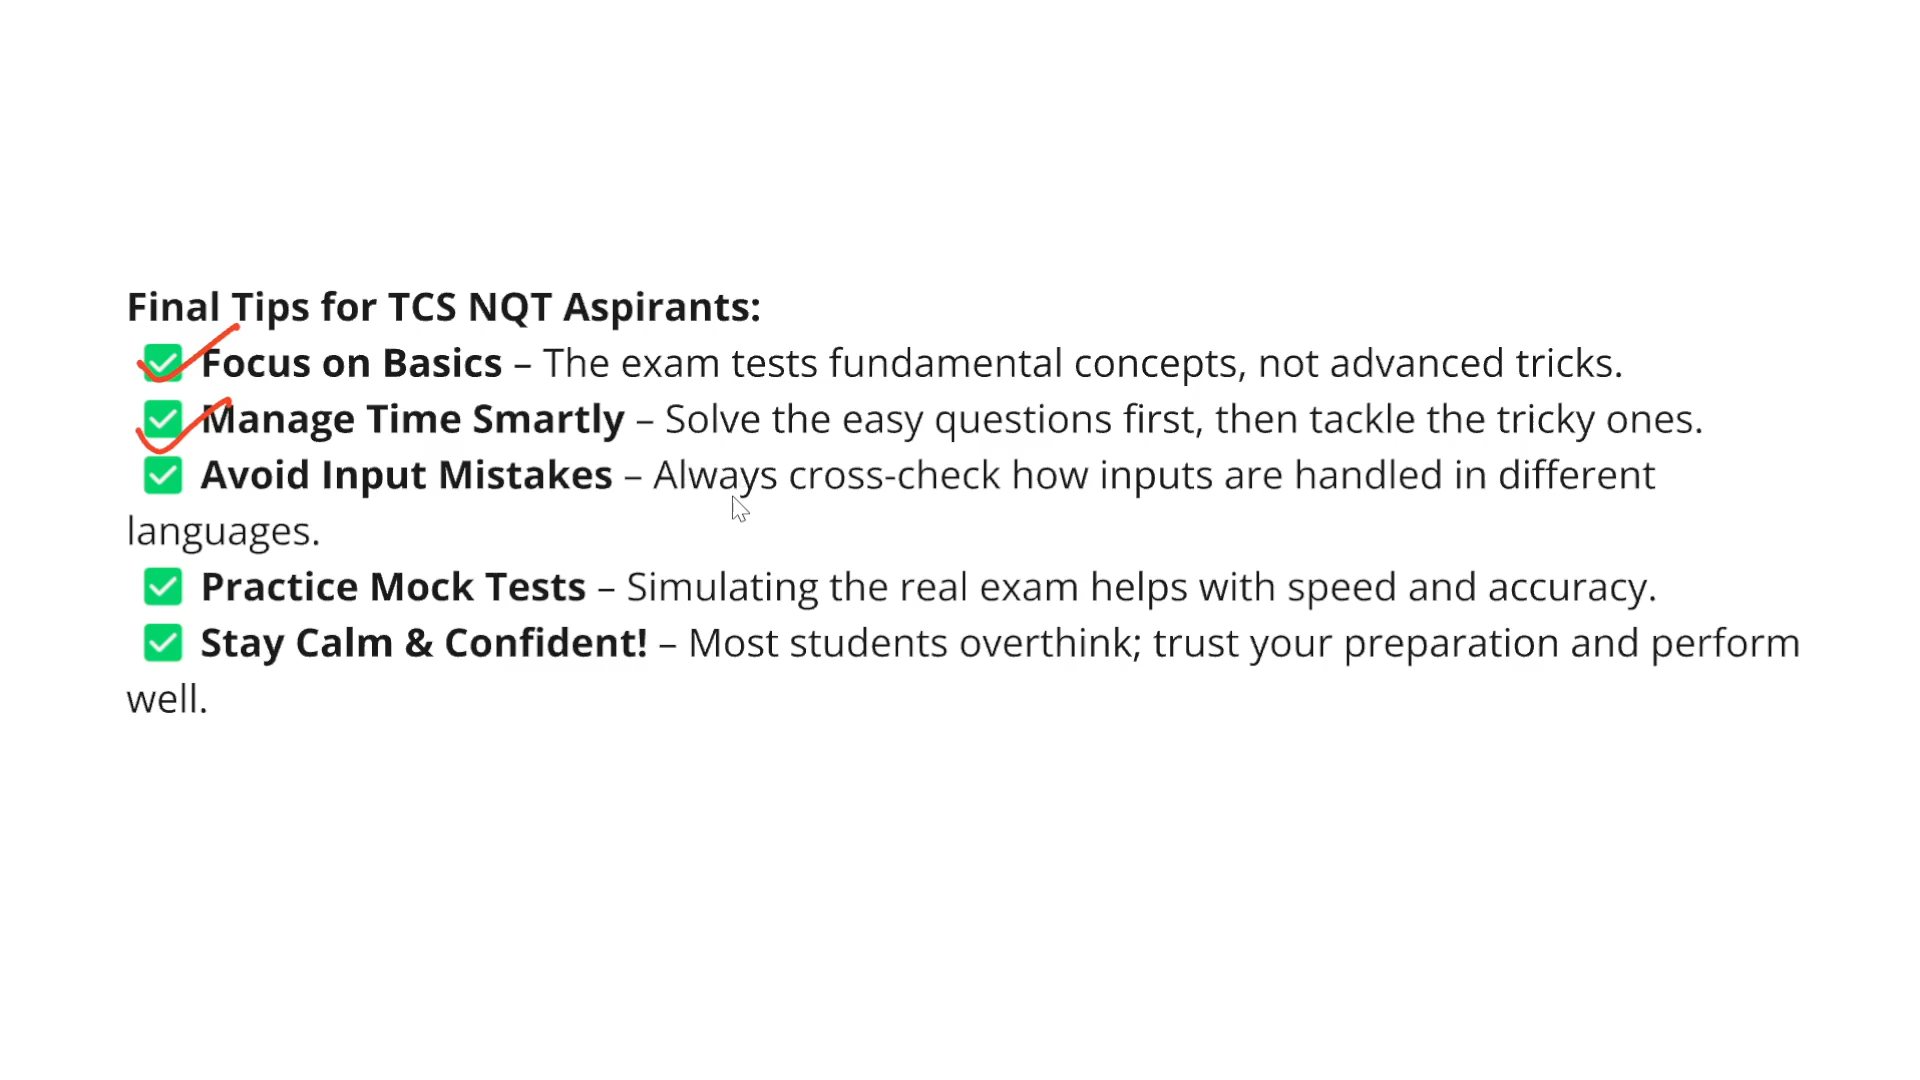 Final Tips for TCS NQT Aspirants:
✅ Focus on Basics – The exam tests fundamental concepts, not advanced tricks.
✅ Manage Time Smartly – Solve the easy questions first, then tackle the tricky ones.
✅ Avoid Input Mistakes – Always cross-check how inputs are handled in different
languages.
✅ Practice Mock Tests – Simulating the real exam helps with speed and accuracy.
✅ Stay Calm & Confident! – Most students overthink; trust your preparation and perform
well.